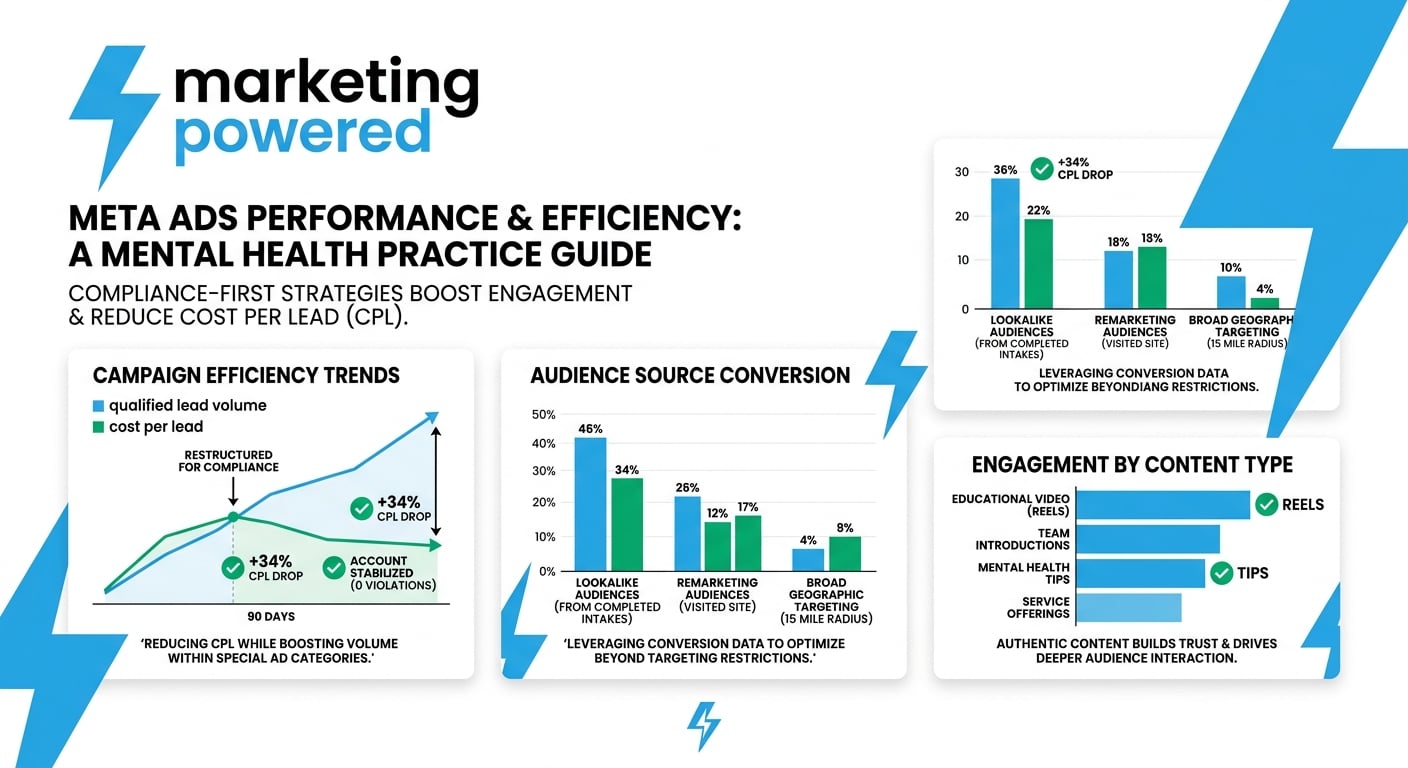 marketing
powered
META ADS PERFORMANCE & EFFICIENCY:
A MENTAL HEALTH PRACTICE GUIDE
COMPLIANCE-FIRST STRATEGIES BOOST ENGAGEMENT
& REDUCE COST PER LEAD (CPL).
CAMPAIGN EFFICIENCY TRENDS
qualified lead volume
cost per lead
RESTRUCTURED
FOR COMPLIANCE
+34%
CPL DROP
+34%
CPL DROP
ACCOUNT
STABILIZED
(0 VIOLATIONS)
90 DAYS
'REDUCING CPL WHILE BOOSTING VOLUME
WITHIN SPECIAL AD CATEGORIES.'
AUDIENCE SOURCE CONVERSION
50%
40%
30%
20%
10%
0%
46%
34%
26%
12%
17%
4%
8%
LOOKALIKE
AUDIENCES
(FROM COMPLETED
INTAKES)
REMARKETING
AUDIENCES
(VISITED SITE)
BROAD
GEOGRAPHIC
TARGETING
(15 MILE RADIUS)
'LEVERAGING CONVERSION DATA TO OPTIMIZE
BEYOND TARGETING RESTRICTIONS.'
30
20
10
0
36%
+34%
CPL DROP
22%
18%
18%
10%
4%
LOOKALIKE
AUDIENCES
(FROM COMPLETED
INTAKES)
REMARKETING
AUDIENCES
(VISITED SITE)
BROAD GEOGRAPH
TARGETING
(15 MILE RADIUS)
LEVERAGING CONVERSION DATA
TO OPTIMIZE BEYONDIANG RESTRICTIONS.
ENGAGEMENT BY CONTENT TYPE
EDUCATIONAL VIDEO
(REELS)
REELS
TEAM
INTRODUCTIONS
MENTAL HEALTH
TIPS
TIPS
SERVICE
OFFERINGS
AUTHENTIC CONTENT BUILDS TRUST & DRIVES
DEEPER AUDIENCE INTERACTION.